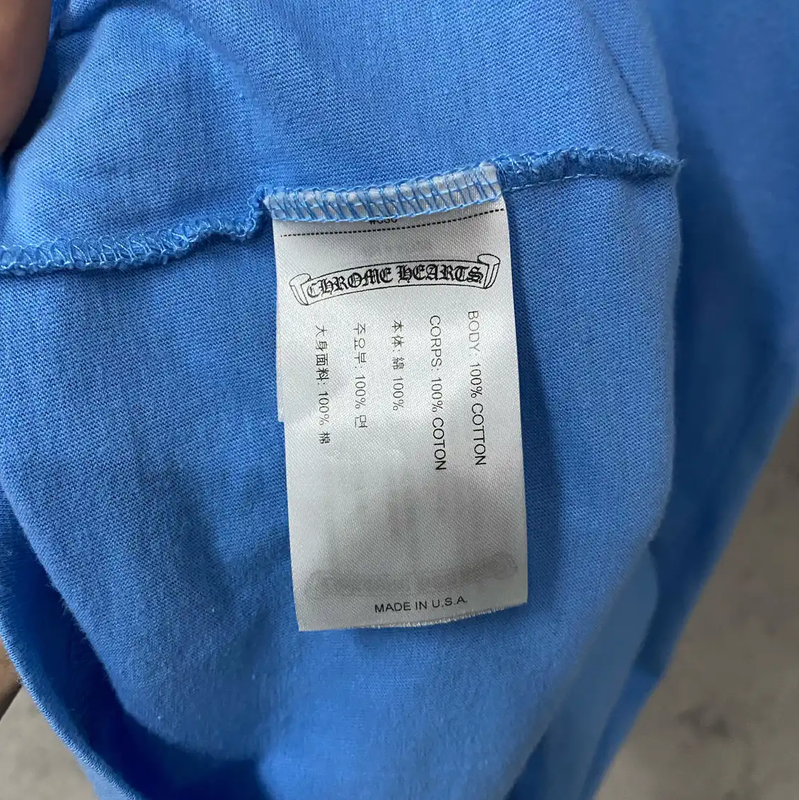 CHROME HEARTS
BODY: 100% COTTON
CORPS: 100% COTON
本体: 綿 100%
주요부: 100% 면
大身面料: 100% 棉
MADE IN U.S.A.